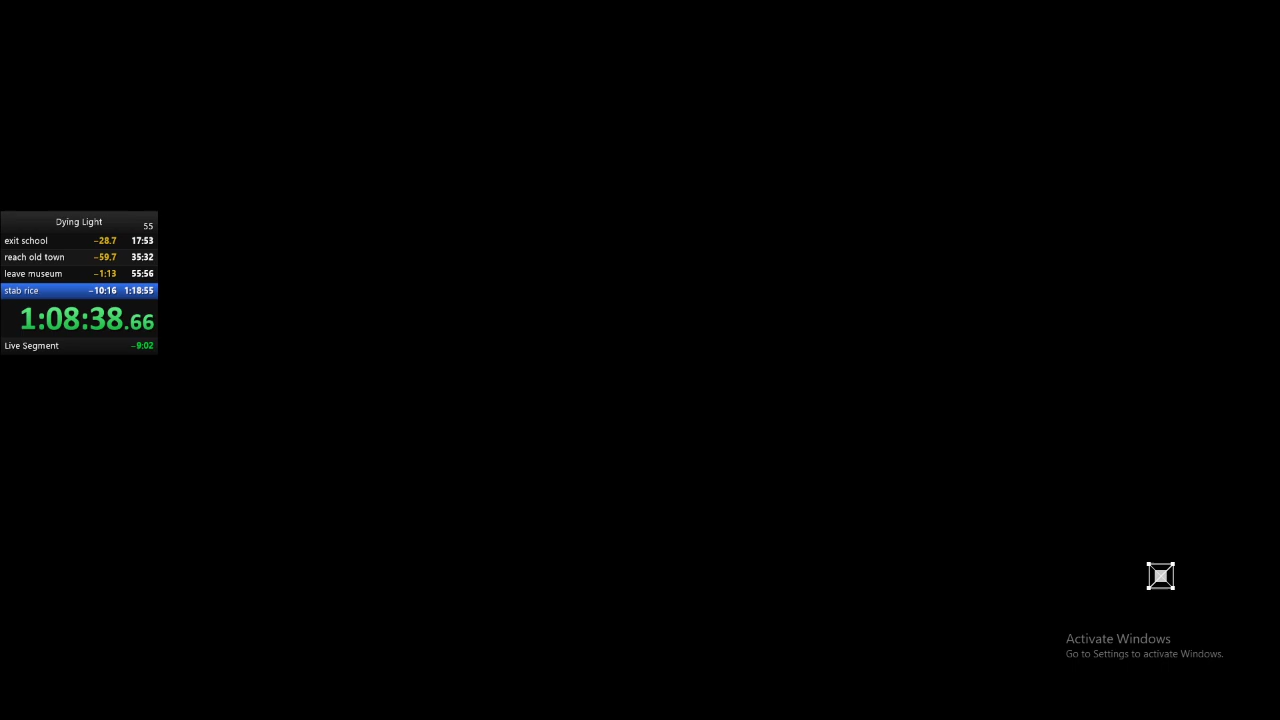 Dying Light
55
exit school -28.7 17:53
reach old town -59.7 35:32
leave museum -1:13 55:56
stab rice -10:16 1:18:55
1:08:38.66
Live Segment -9:02
Activate Windows
Go to Settings to activate Windows.